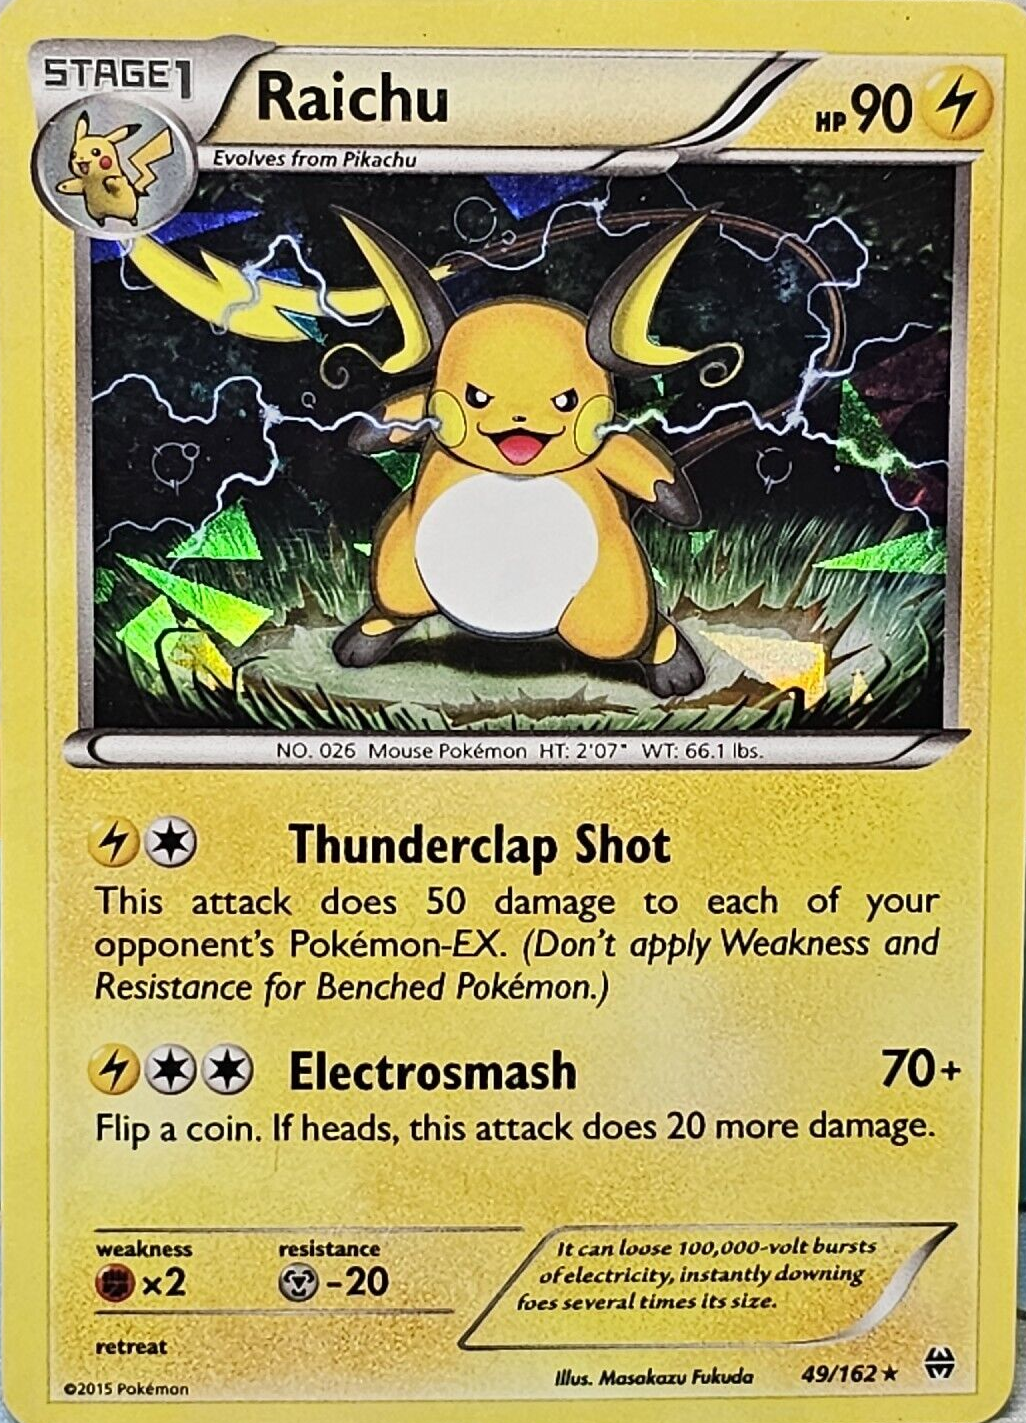 STAGE1
Raichu
HP 90
Evolves from Pikachu
NO. 026 Mouse Pokémon HT: 2'07" WT: 66.1 lbs.
Thunderclap Shot
This attack does 50 damage to each of your
opponent's Pokémon-EX. (Don't apply Weakness and
Resistance for Benched Pokémon.)
Electrosmash 70+
Flip a coin. If heads, this attack does 20 more damage.
weakness resistance
×2 -20
retreat
It can loose 100,000-volt bursts
of electricity, instantly downing
foes several times its size.
Illus. Masakazu Fukuda 49/162 ★
©2015 Pokémon